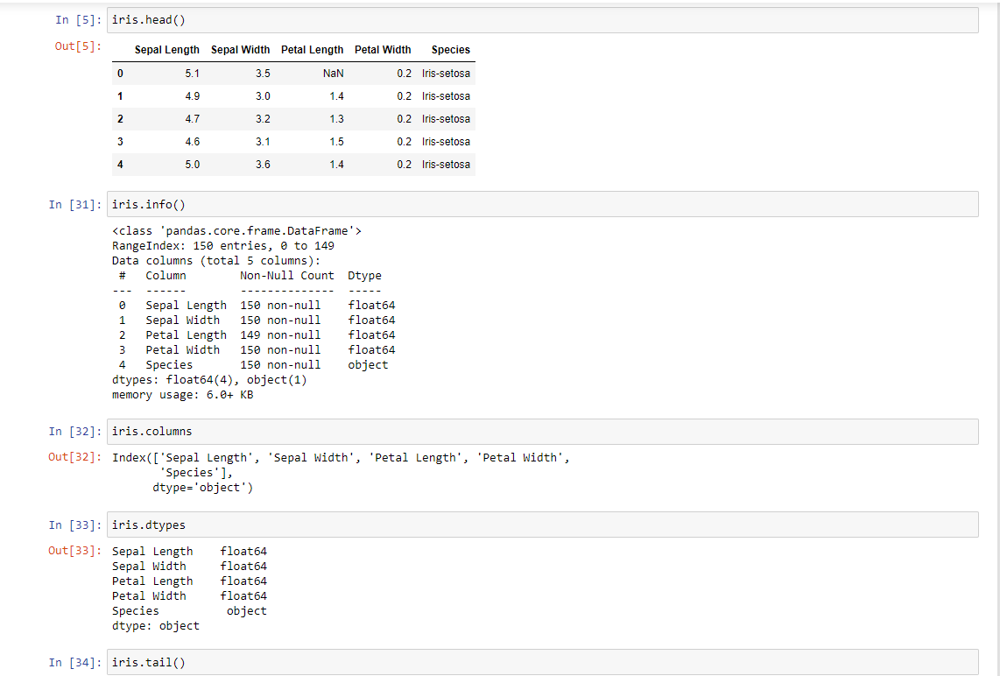 In [5]: iris.head()
Out[5]:
Sepal Length Sepal Width Petal Length Petal Width Species
0 5.1 3.5 NaN 0.2 Iris-setosa
1 4.9 3.0 1.4 0.2 Iris-setosa
2 4.7 3.2 1.3 0.2 Iris-setosa
3 4.6 3.1 1.5 0.2 Iris-setosa
4 5.0 3.6 1.4 0.2 Iris-setosa
In [31]: iris.info()
<class 'pandas.core.frame.DataFrame'>
RangeIndex: 150 entries, 0 to 149
Data columns (total 5 columns):
# Column Non-Null Count Dtype
--- ------ -------------- -----
0 Sepal Length 150 non-null float64
1 Sepal Width 150 non-null float64
2 Petal Length 149 non-null float64
3 Petal Width 150 non-null float64
4 Species 150 non-null object
dtypes: float64(4), object(1)
memory usage: 6.0+ KB
In [32]: iris.columns
Out[32]: Index(['Sepal Length', 'Sepal Width', 'Petal Length', 'Petal Width',
'Species'],
dtype='object')
In [33]: iris.dtypes
Out[33]: Sepal Length float64
Sepal Width float64
Petal Length float64
Petal Width float64
Species object
dtype: object
In [34]: iris.tail()